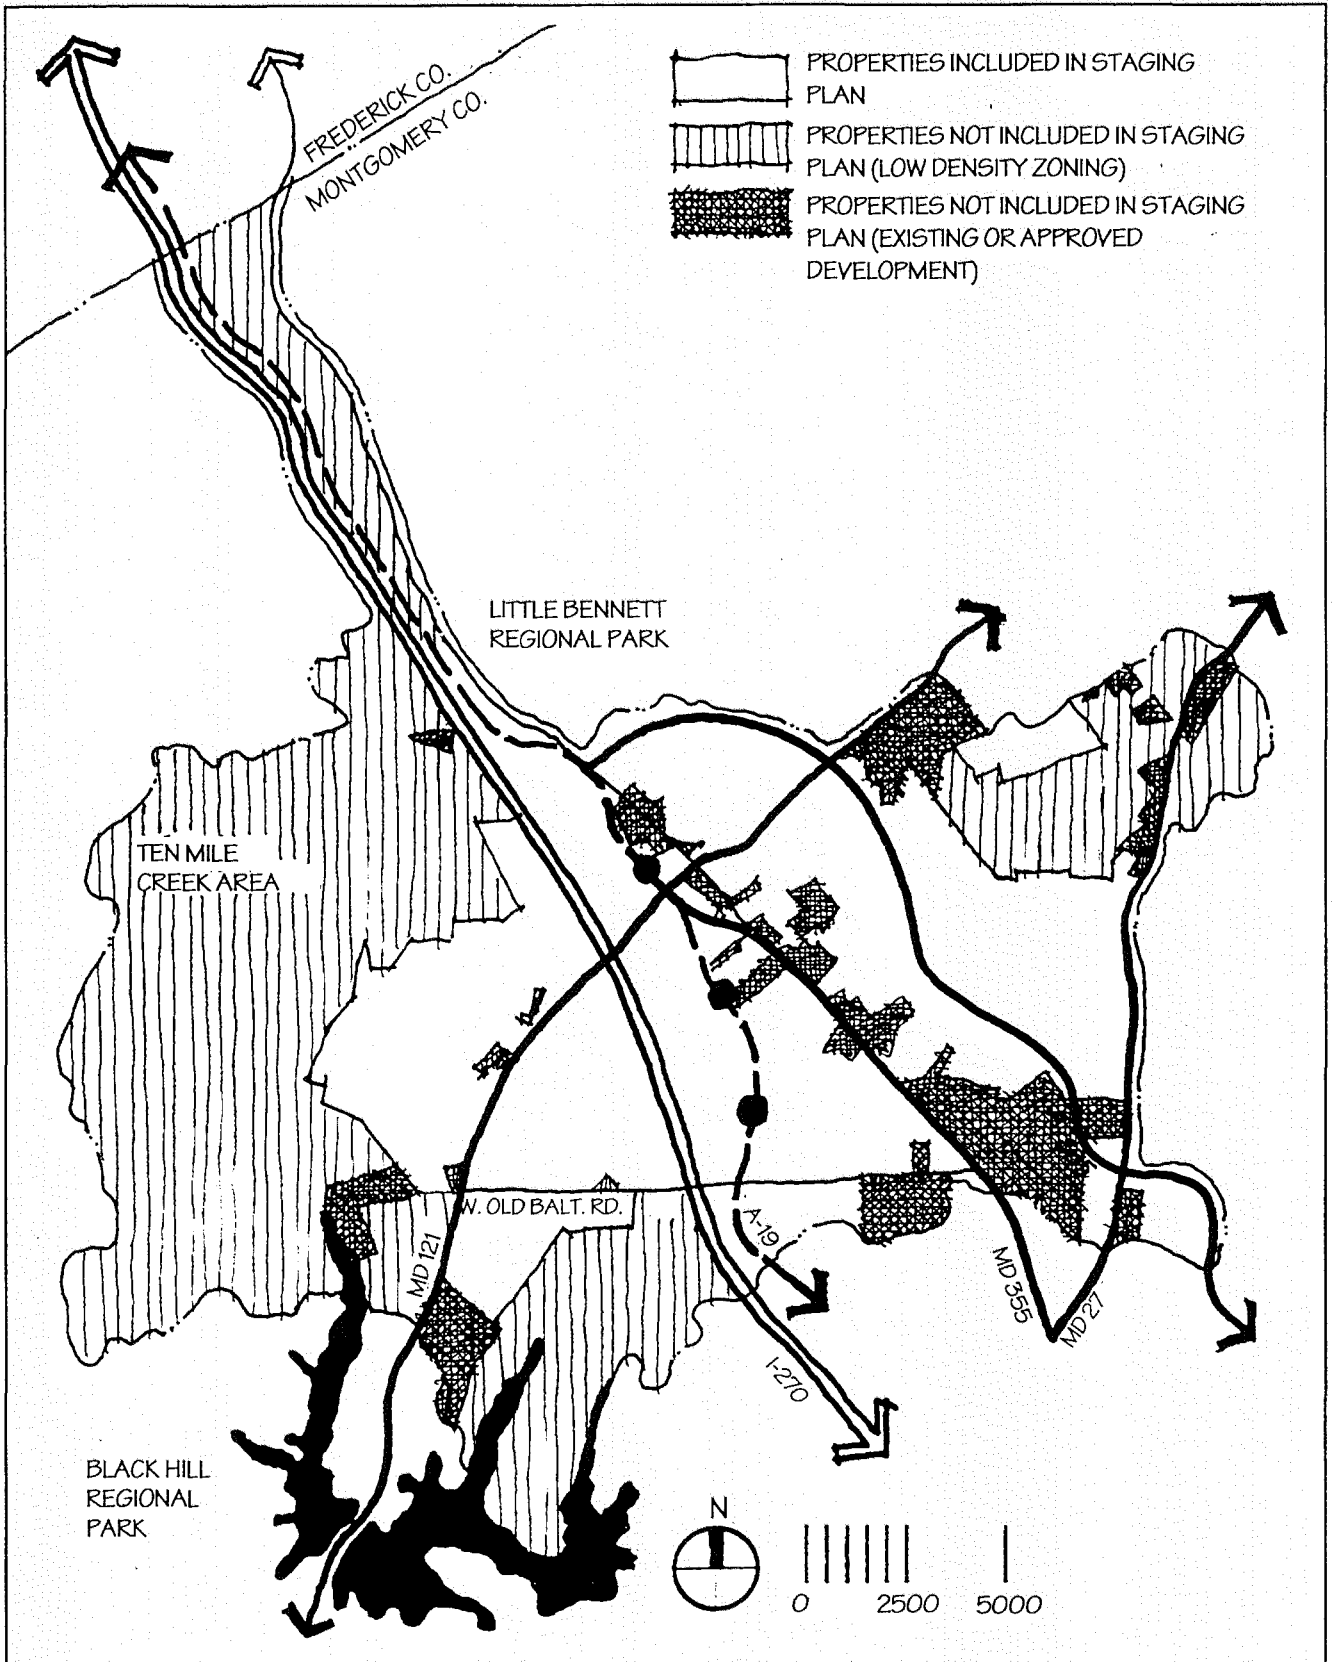 PROPERTIES INCLUDED IN STAGING
PLAN
PROPERTIES NOT INCLUDED IN STAGING
PLAN (LOW DENSITY ZONING)
PROPERTIES NOT INCLUDED IN STAGING
PLAN (EXISTING OR APPROVED
DEVELOPMENT)
FREDERICK CO.
MONTGOMERY CO.
LITTLE BENNETT
REGIONAL PARK
TEN MILE
CREEK AREA
W. OLD BALT. RD.
MD 121
A-19
MD 355
MD 27
I-270
BLACK HILL
REGIONAL
PARK
N
0 2500 5000